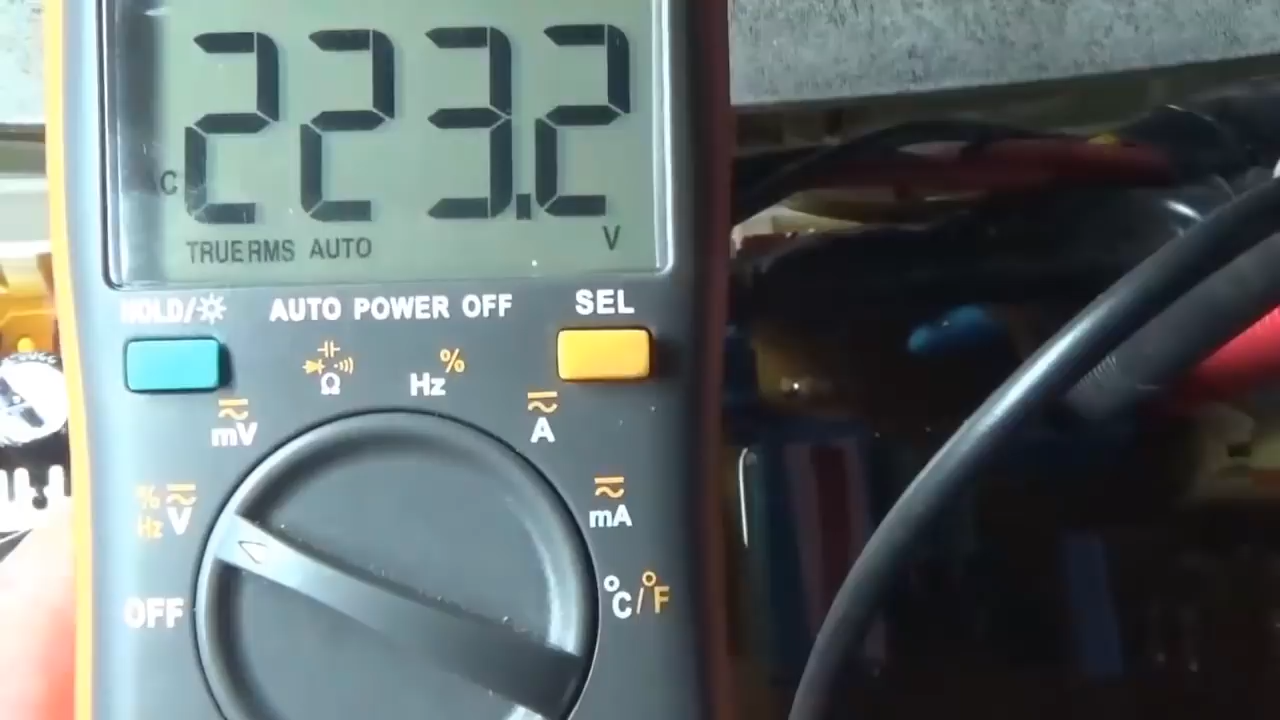 223.2
C
TRUERMS AUTO V
HOLD/ AUTO POWER OFF SEL
Ω Hz %
mV A
% Hz V mA
OFF °C/°F